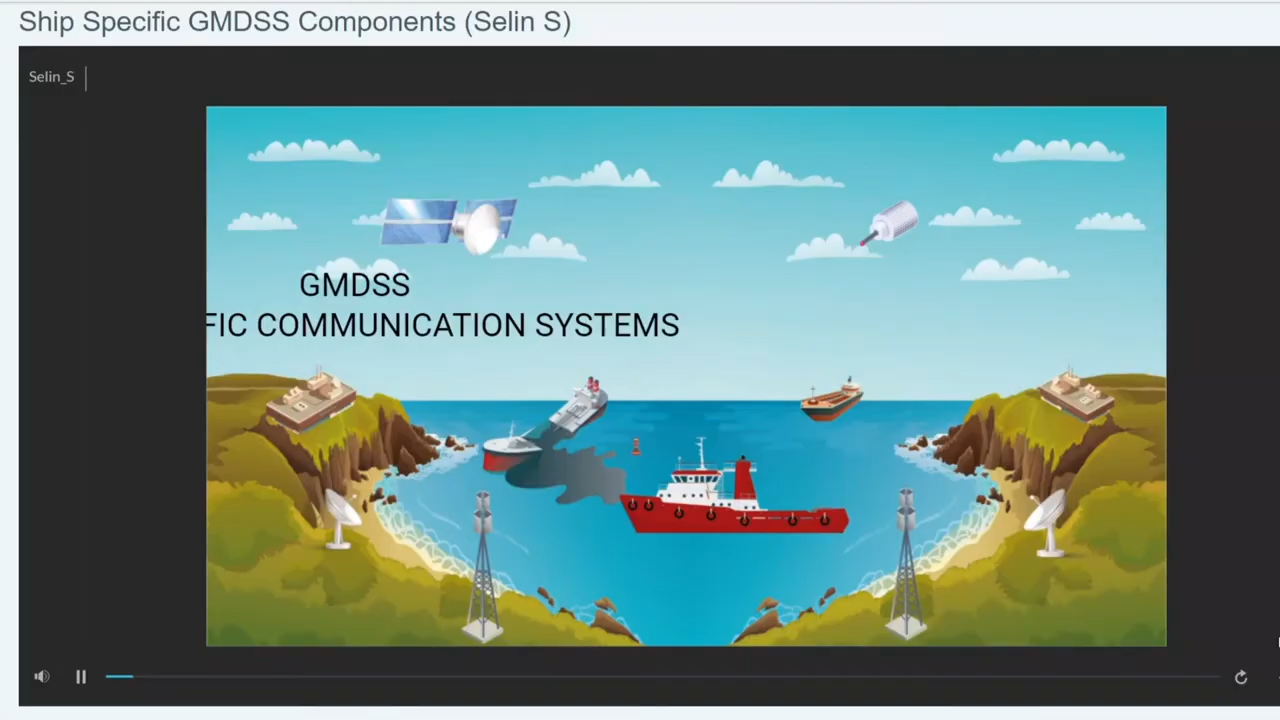 Ship Specific GMDSS Components (Selin S)
Selin_S
GMDSS
FIC COMMUNICATION SYSTEMS